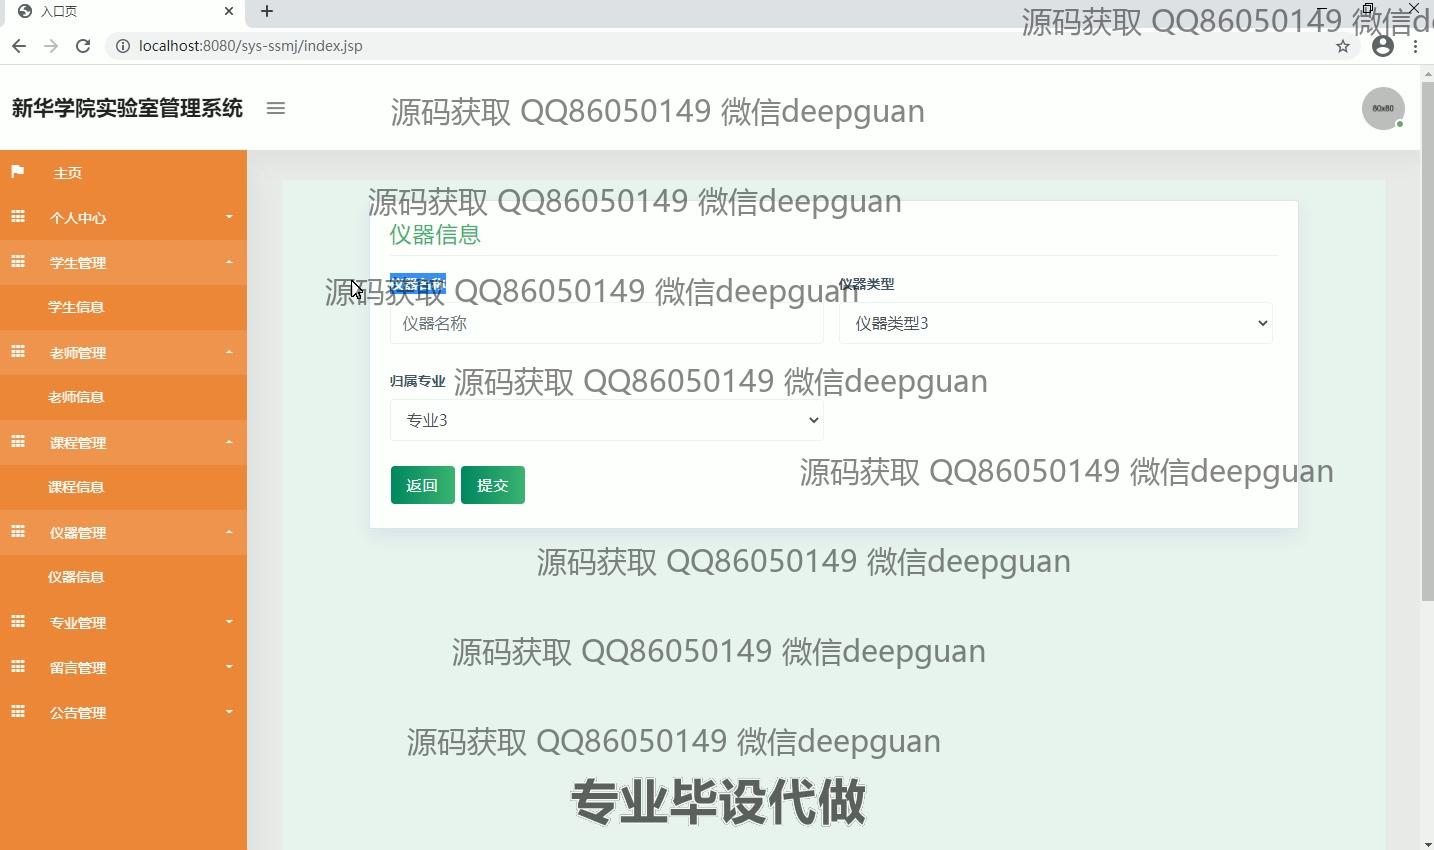 入口页
localhost:8080/sys-ssmj/index.jsp
源码获取 QQ86050149 微信de
新华学院实验室管理系统
源码获取 QQ86050149 微信deepguan
80x80
主页
个人中心
学生管理
学生信息
老师管理
老师信息
课程管理
课程信息
仪器管理
仪器信息
专业管理
留言管理
公告管理
源码获取 QQ86050149 微信deepguan
仪器信息
仪器名称
仪器类型
源码获取 QQ86050149 微信deepguan
仪器名称
仪器类型3
归属专业
源码获取 QQ86050149 微信deepguan
专业3
源码获取 QQ86050149 微信deepguan
返回
提交
源码获取 QQ86050149 微信deepguan
源码获取 QQ86050149 微信deepguan
源码获取 QQ86050149 微信deepguan
专业毕设代做